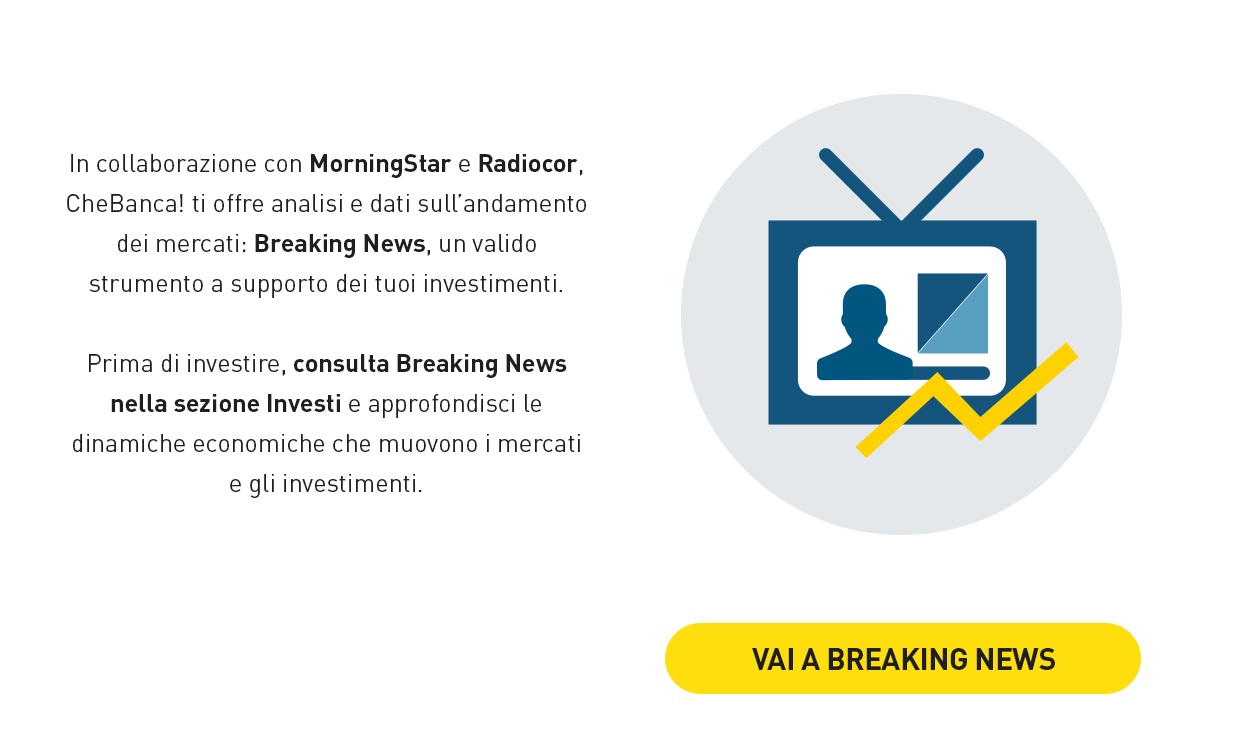 In collaborazione con MorningStar e Radiocor,
CheBanca! ti offre analisi e dati sull’andamento
dei mercati: Breaking News, un valido
strumento a supporto dei tuoi investimenti.
Prima di investire, consulta Breaking News
nella sezione Investi e approfondisci le
dinamiche economiche che muovono i mercati
e gli investimenti.
VAI A BREAKING NEWS